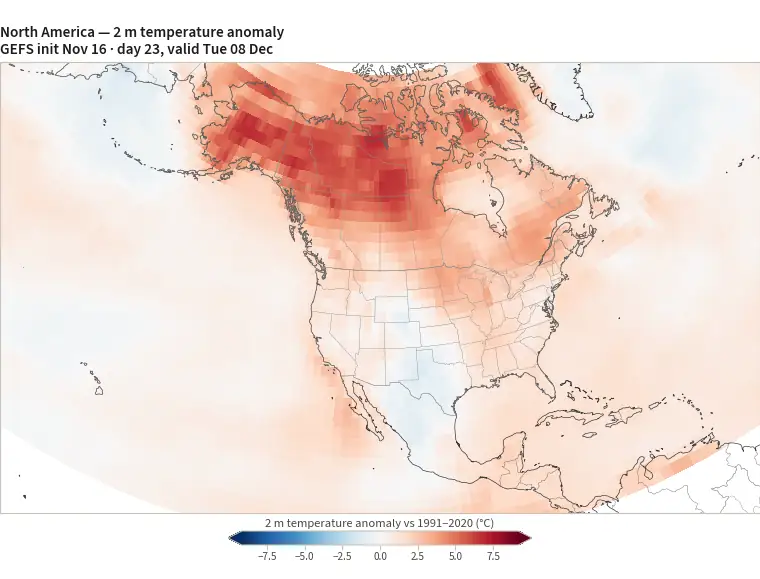 North America — 2 m temperature anomaly
GEFS init Nov 16 · day 23, valid Tue 08 Dec
2 m temperature anomaly vs 1991–2020 (°C)
−7.5 −5.0 −2.5 0.0 2.5 5.0 7.5